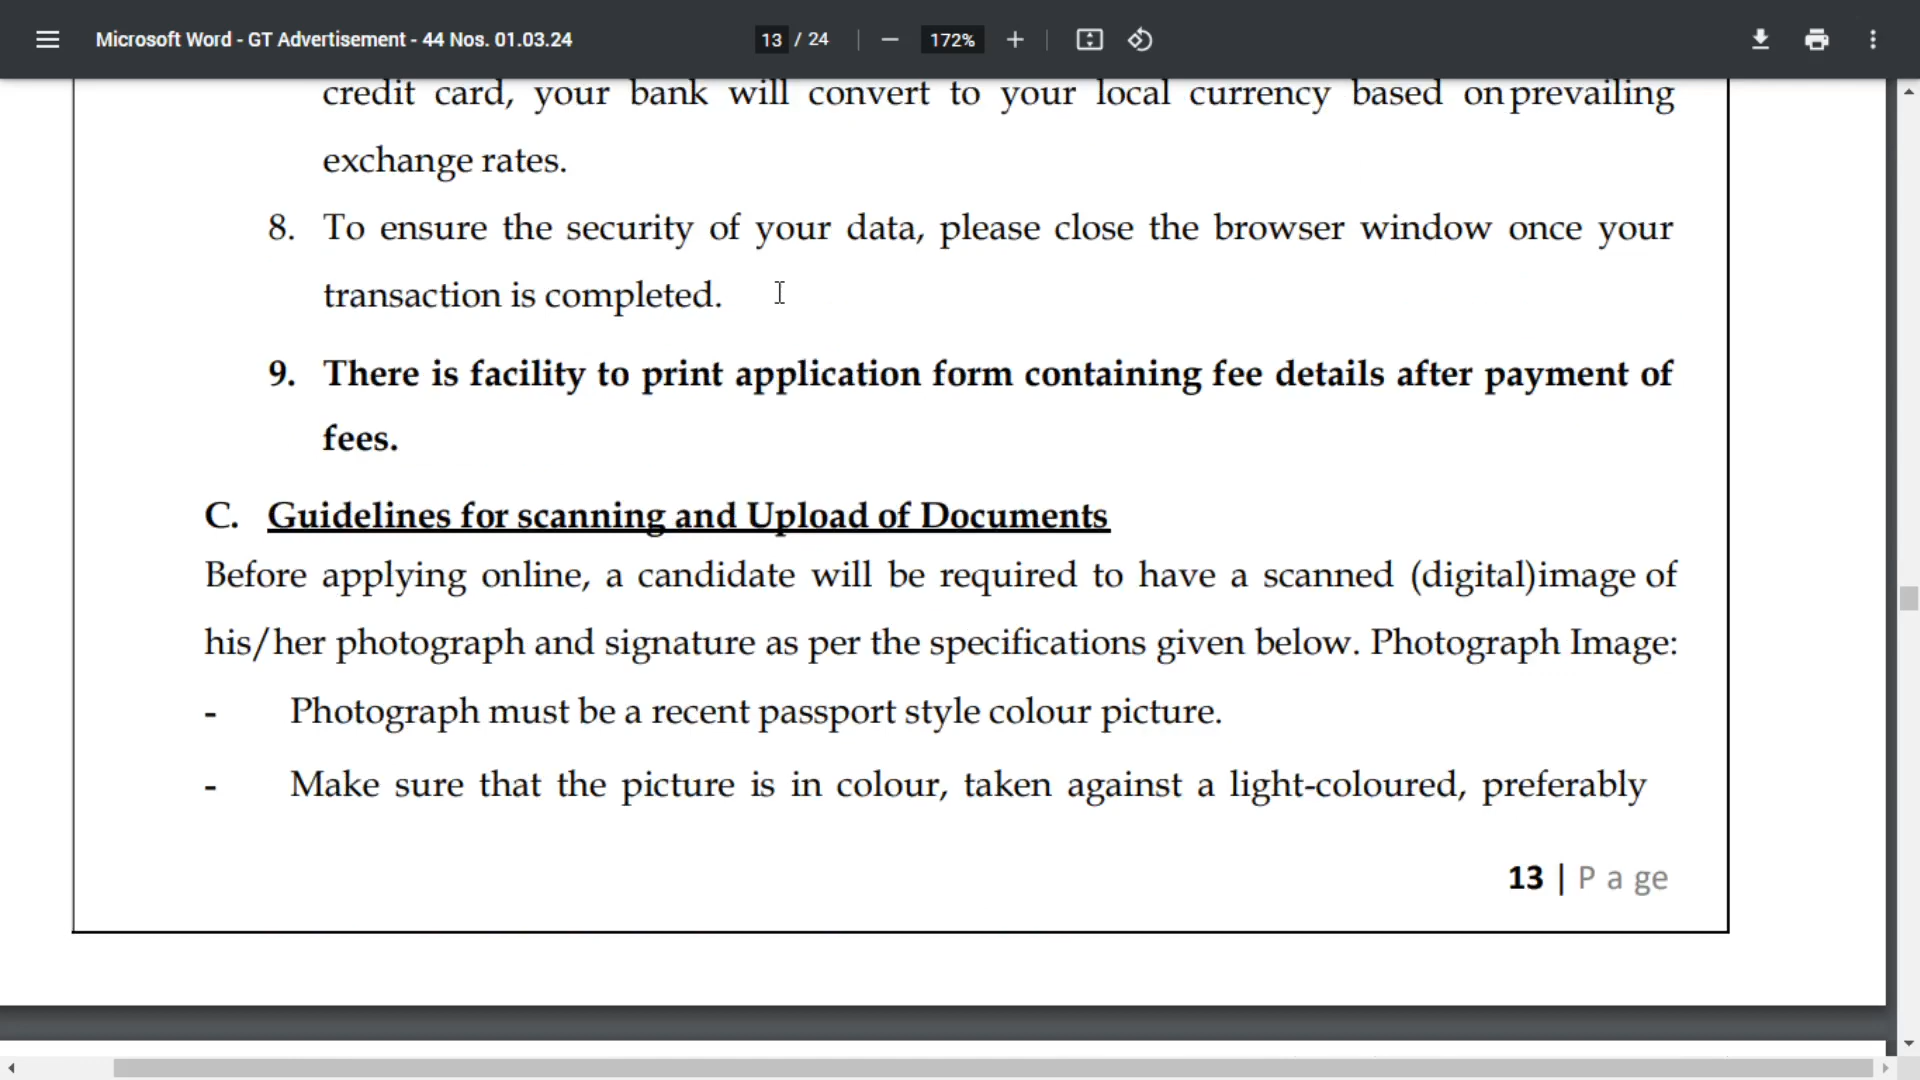 Microsoft Word - GT Advertisement - 44 Nos. 01.03.24
13 / 24
172%
credit card, your bank will convert to your local currency based onprevailing
exchange rates.
8. To ensure the security of your data, please close the browser window once your
transaction is completed.
9. There is facility to print application form containing fee details after payment of
fees.
C. Guidelines for scanning and Upload of Documents
Before applying online, a candidate will be required to have a scanned (digital)image of
his/her photograph and signature as per the specifications given below. Photograph Image:
- Photograph must be a recent passport style colour picture.
- Make sure that the picture is in colour, taken against a light-coloured, preferably
13 | P a ge